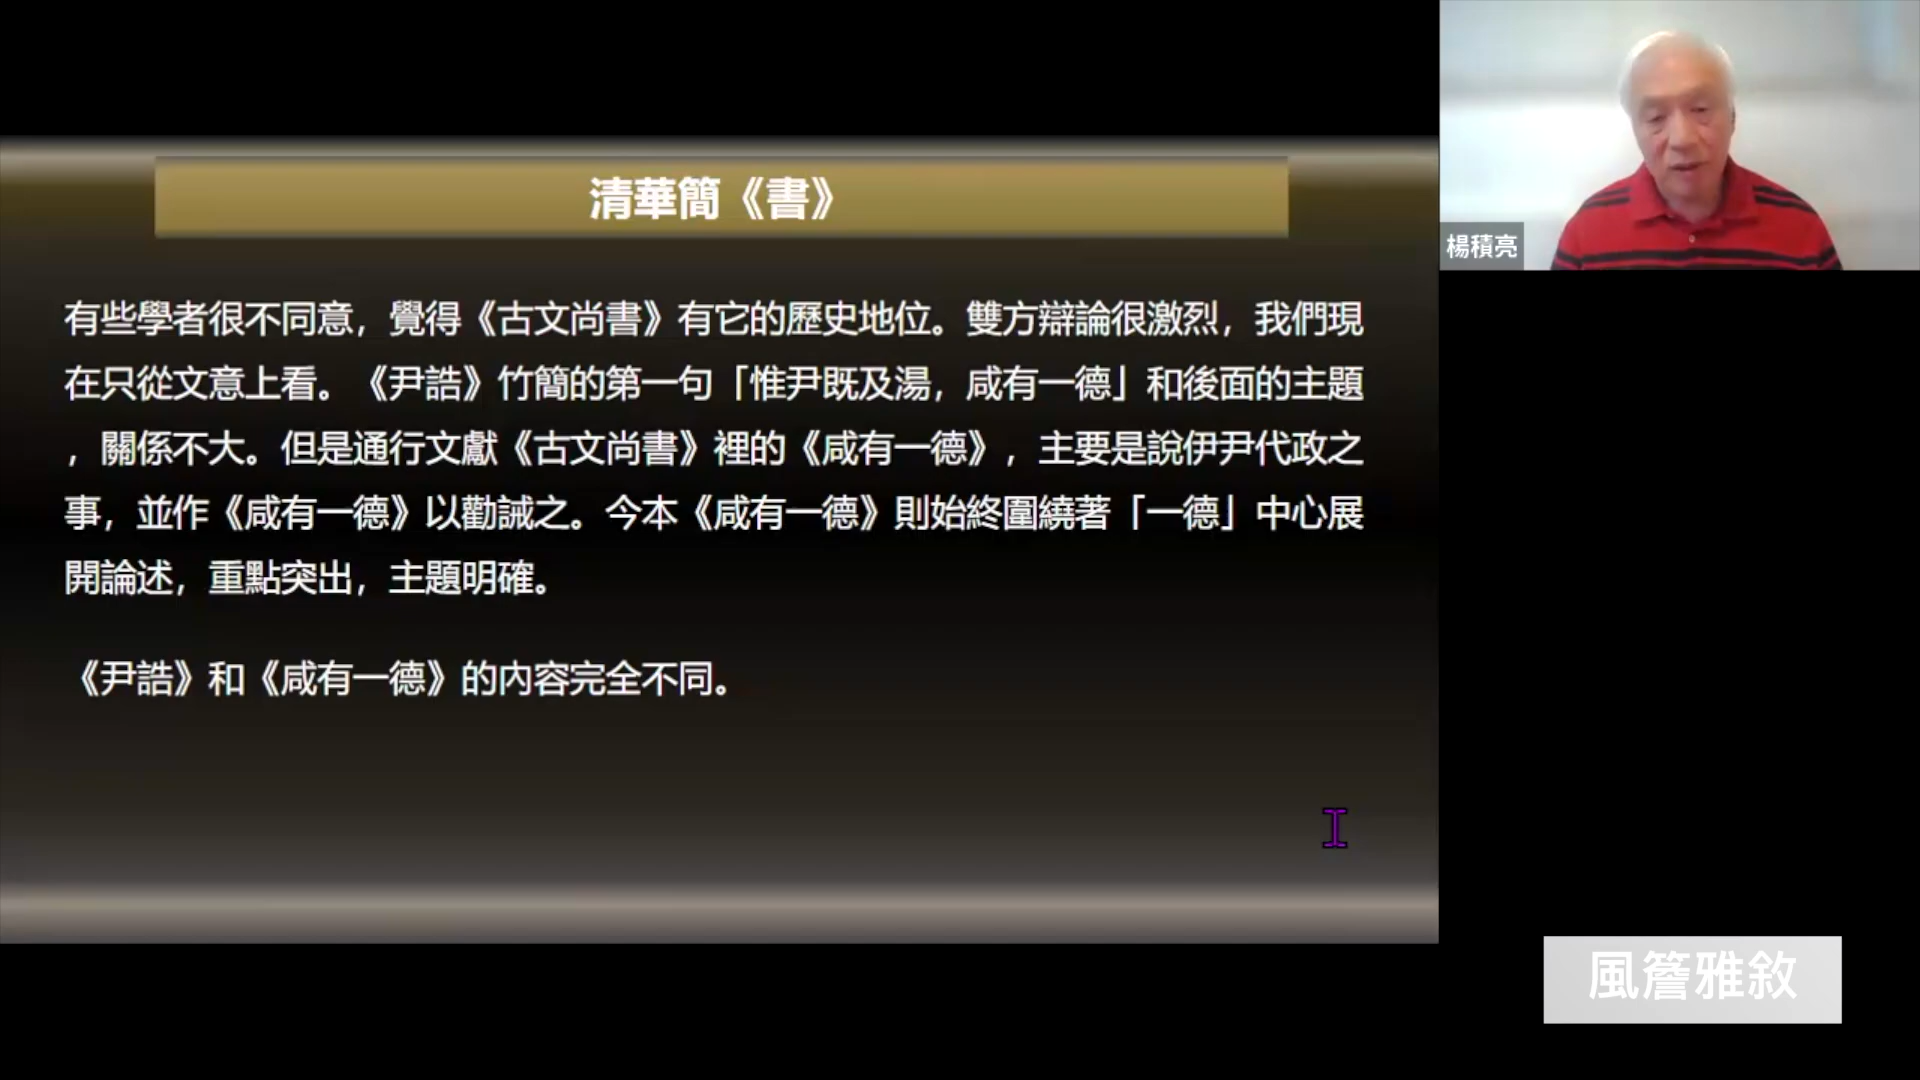 清華簡《書》
有些學者很不同意，覺得《古文尚書》有它的歷史地位。雙方辯論很激烈，我們現
在只從文意上看。《尹誥》竹簡的第一句「惟尹既及湯，咸有一德」和後面的主題
，關係不大。但是通行文獻《古文尚書》裡的《咸有一德》，主要是說伊尹代政之
事，並作《咸有一德》以勸誡之。今本《咸有一德》則始終圍繞著「一德」中心展
開論述，重點突出，主題明確。
《尹誥》和《咸有一德》的內容完全不同。
楊積亮
風簷雅敘